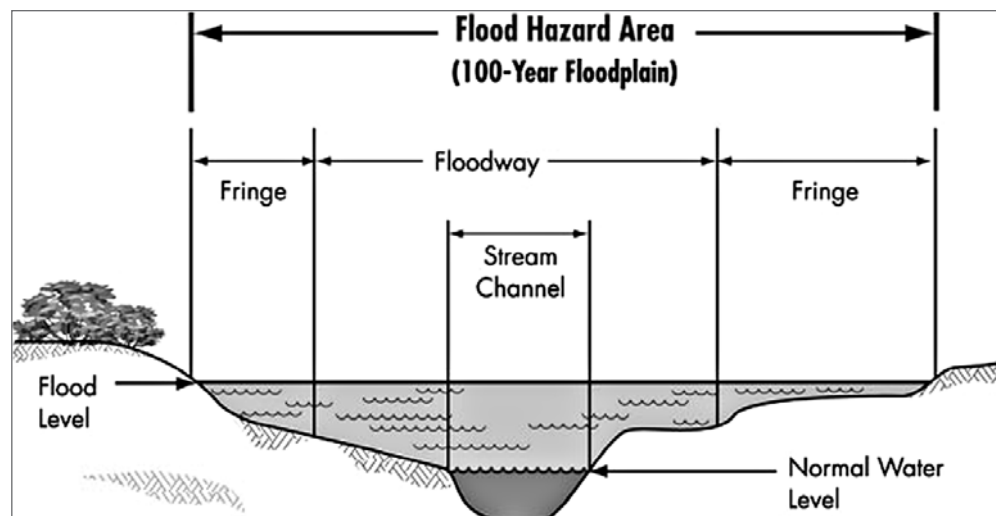 Flood Hazard Area
(100-Year Floodplain)
Floodway
Fringe
Fringe
Stream
Channel
Flood
Level
Normal Water
Level